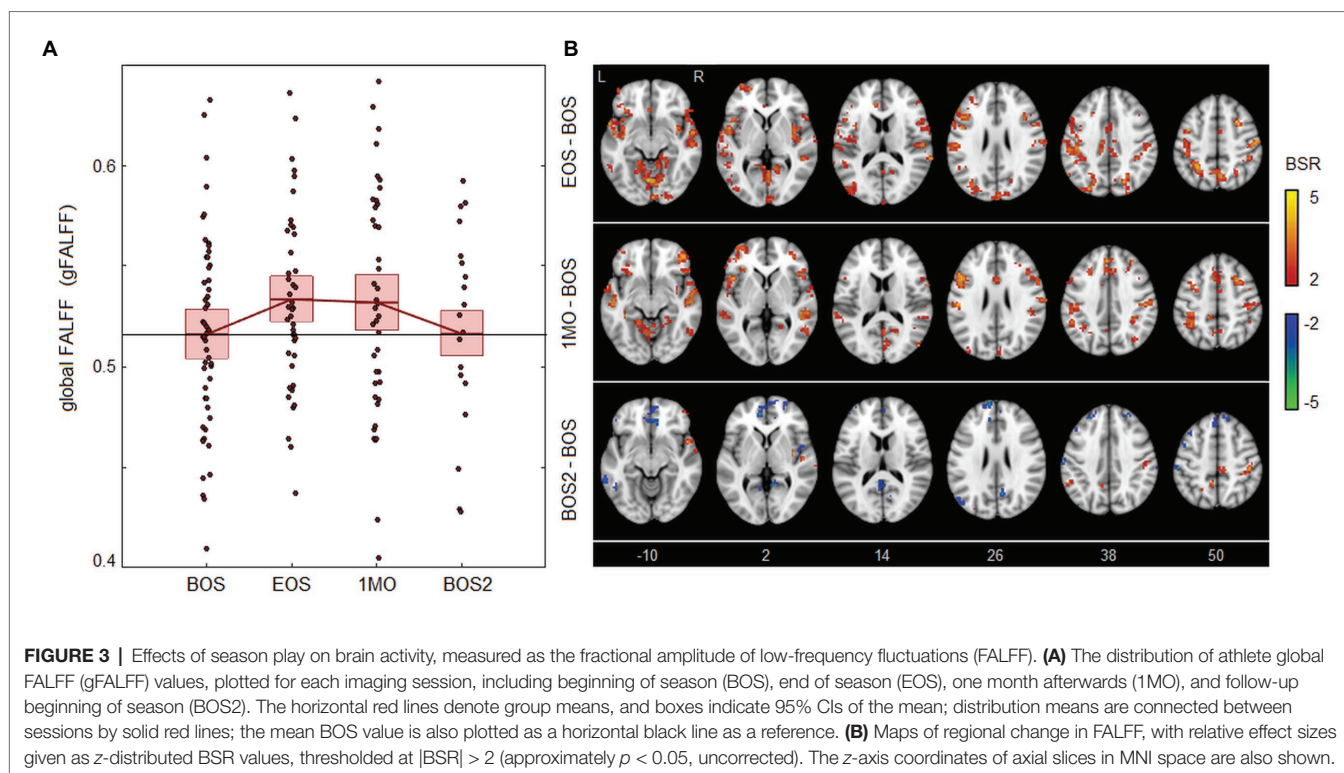 A
global FALFF (gFALFF)
0.6
0.5
0.4
BOS EOS 1MO BOS2
B
L R
EOS - BOS
1MO - BOS
BOS2 - BOS
-10 2 14 26 38 50
BSR
5
2
-2
-5
FIGURE 3 | Effects of season play on brain activity, measured as the fractional amplitude of low-frequency fluctuations (FALFF). (A) The distribution of athlete global
FALFF (gFALFF) values, plotted for each imaging session, including beginning of season (BOS), end of season (EOS), one month afterwards (1MO), and follow-up
beginning of season (BOS2). The horizontal red lines denote group means, and boxes indicate 95% CIs of the mean; distribution means are connected between
sessions by solid red lines; the mean BOS value is also plotted as a horizontal black line as a reference. (B) Maps of regional change in FALFF, with relative effect sizes
given as z-distributed BSR values, thresholded at |BSR| > 2 (approximately p < 0.05, uncorrected). The z-axis coordinates of axial slices in MNI space are also shown.